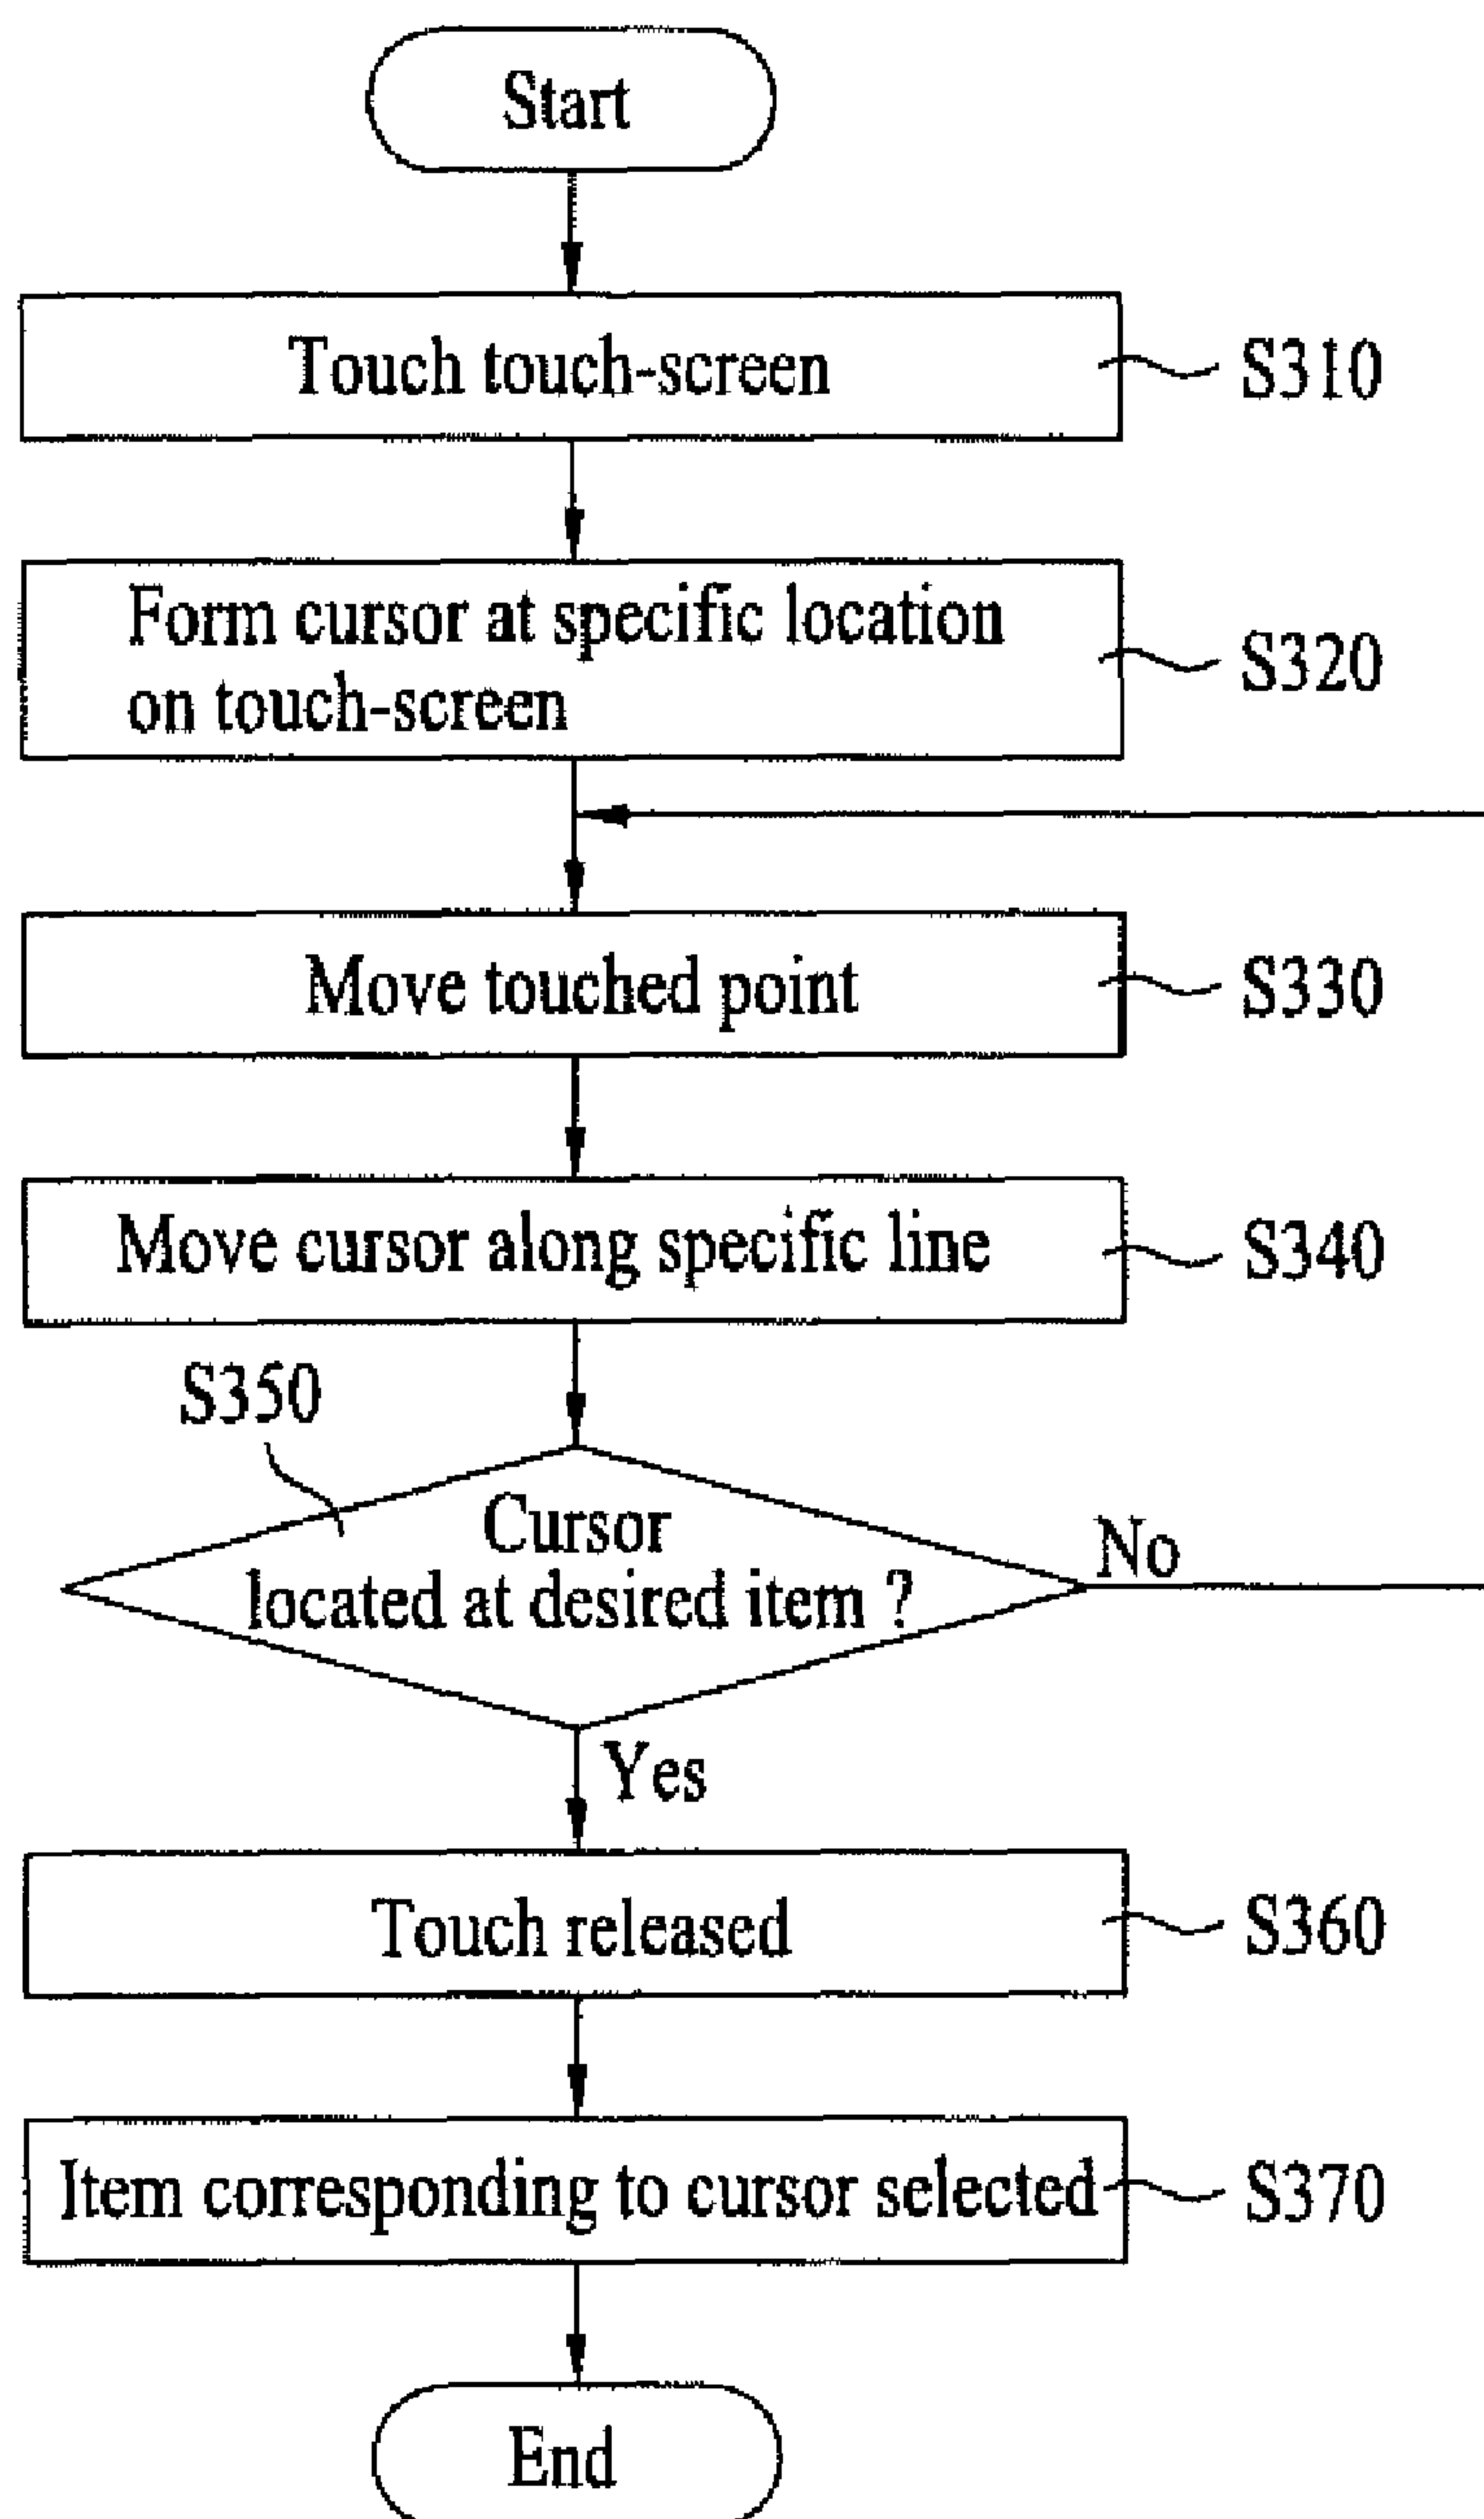 Start
Touch touch-screen
S310
Form cursor at specific location
on touch-screen
S320
Move touched point
S330
Move cursor along specific line
S340
S350
Cursor
located at desired item ?
No
Yes
Touch released
S360
Item corresponding to cursor selected
S370
End